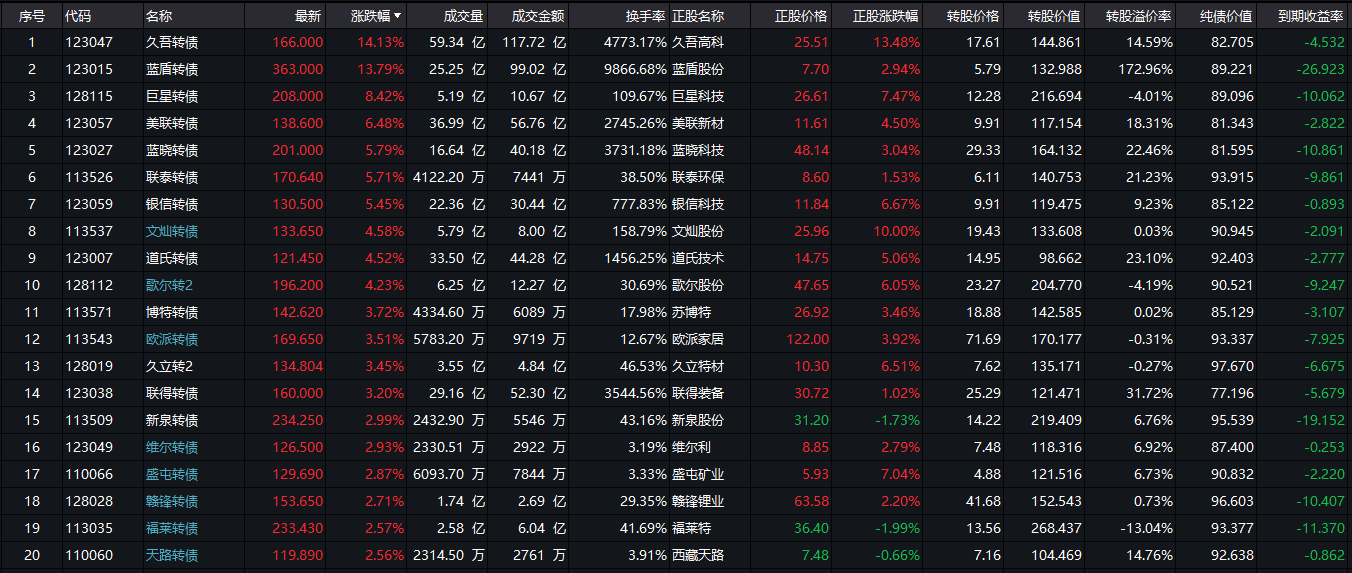 序号 代码 名称 最新 涨跌幅 成交量 成交金额 换手率 正股名称 正股价格 正股涨跌幅 转股价格 转股价值 转股溢价率 纯债价值 到期收益率
1 123047 久吾转债 166.000 14.13% 59.34 亿 117.72 亿 4773.17% 久吾高科 25.51 13.48% 17.61 144.861 14.59% 82.705 -4.532
2 123015 蓝盾转债 363.000 13.79% 25.25 亿 99.02 亿 9866.68% 蓝盾股份 7.70 2.94% 5.79 132.988 172.96% 89.221 -26.923
3 128115 巨星转债 208.000 8.42% 5.19 亿 10.67 亿 109.67% 巨星科技 26.61 7.47% 12.28 216.694 -4.01% 89.096 -10.062
4 123057 美联转债 138.600 6.48% 36.99 亿 56.76 亿 2745.26% 美联新材 11.61 4.50% 9.91 117.154 18.31% 81.343 -2.822
5 123027 蓝晓转债 201.000 5.79% 16.64 亿 40.18 亿 3731.18% 蓝晓科技 48.14 3.04% 29.33 164.132 22.46% 81.595 -10.861
6 113526 联泰转债 170.640 5.71% 4122.20 万 7441 万 38.50% 联泰环保 8.60 1.53% 6.11 140.753 21.23% 93.915 -9.861
7 123059 银信转债 130.500 5.45% 22.36 亿 30.44 亿 777.83% 银信科技 11.84 6.67% 9.91 119.475 9.23% 85.122 -0.893
8 113537 文灿转债 133.650 4.58% 5.79 亿 8.00 亿 158.79% 文灿股份 25.96 10.00% 19.43 133.608 0.03% 90.945 -2.091
9 123007 道氏转债 121.450 4.52% 33.50 亿 44.28 亿 1456.25% 道氏技术 14.75 5.06% 14.95 98.662 23.10% 92.403 -2.777
10 128112 歌尔转2 196.200 4.23% 6.25 亿 12.27 亿 30.69% 歌尔股份 47.65 6.05% 23.27 204.770 -4.19% 90.521 -9.247
11 113571 博特转债 142.620 3.72% 4334.60 万 6089 万 17.98% 苏博特 26.92 3.46% 18.88 142.585 0.02% 85.129 -3.107
12 113543 欧派转债 169.650 3.51% 5783.20 万 9719 万 12.67% 欧派家居 122.00 3.92% 71.69 170.177 -0.31% 93.337 -7.925
13 128019 久立转2 134.804 3.45% 3.55 亿 4.84 亿 46.53% 久立特材 10.30 6.51% 7.62 135.171 -0.27% 97.670 -6.675
14 123038 联得转债 160.000 3.20% 29.16 亿 52.30 亿 3544.56% 联得装备 30.72 1.02% 25.29 121.471 31.72% 77.196 -5.679
15 113509 新泉转债 234.250 2.99% 2432.90 万 5546 万 43.16% 新泉股份 31.20 -1.73% 14.22 219.409 6.76% 95.539 -19.152
16 123049 维尔转债 126.500 2.93% 2330.51 万 2922 万 3.19% 维尔利 8.85 2.79% 7.48 118.316 6.92% 87.400 -0.253
17 110066 盛屯转债 129.690 2.87% 6093.70 万 7844 万 3.33% 盛屯矿业 5.93 7.04% 4.88 121.516 6.73% 90.832 -2.220
18 128028 赣锋转债 153.650 2.71% 1.74 亿 2.69 亿 29.35% 赣锋锂业 63.58 2.20% 41.68 152.543 0.73% 96.603 -10.407
19 113035 福莱转债 233.430 2.57% 2.58 亿 6.04 亿 41.69% 福莱特 36.40 -1.99% 13.56 268.437 -13.04% 93.377 -11.370
20 110060 天路转债 119.890 2.56% 2314.50 万 2761 万 3.91% 西藏天路 7.48 -0.66% 7.16 104.469 14.76% 92.638 -0.862